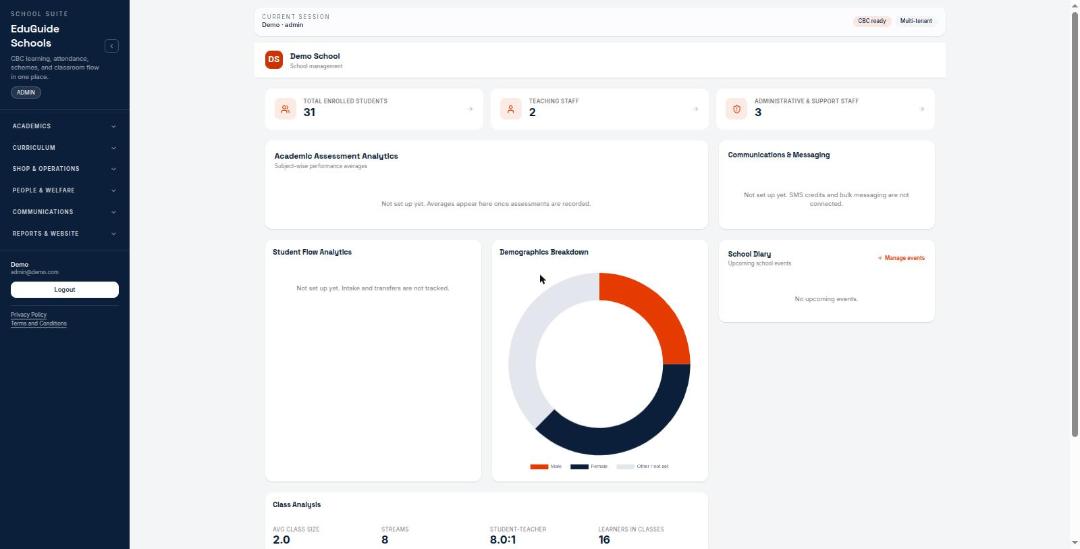 SCHOOL SUITE
EduGuide
Schools
CBC learning, attendance,
schemes, and classroom flow
in one place.
ADMIN
ACADEMICS
CURRICULUM
SHOP & OPERATIONS
PEOPLE & WELFARE
COMMUNICATIONS
REPORTS & WEBSITE
Demo
admin@demo.com
Logout
Privacy Policy
Terms and Conditions
CURRENT SESSION
Demo · admin
CBC ready
Multi-tenant
DS
Demo School
School management
TOTAL ENROLLED STUDENTS
31
TEACHING STAFF
2
ADMINISTRATIVE & SUPPORT STAFF
3
Academic Assessment Analytics
Subject-wise performance averages
Not set up yet. Averages appear here once assessments are recorded.
Communications & Messaging
Not set up yet. SMS credits and bulk messaging are not
connected.
Student Flow Analytics
Not set up yet. Intake and transfers are not tracked.
Demographics Breakdown
Male
Female
Other / not set
School Diary
Upcoming school events
+ Manage events
No upcoming events.
Class Analysis
AVG CLASS SIZE
2.0
STREAMS
8
STUDENT-TEACHER
8.0:1
LEARNERS IN CLASSES
16